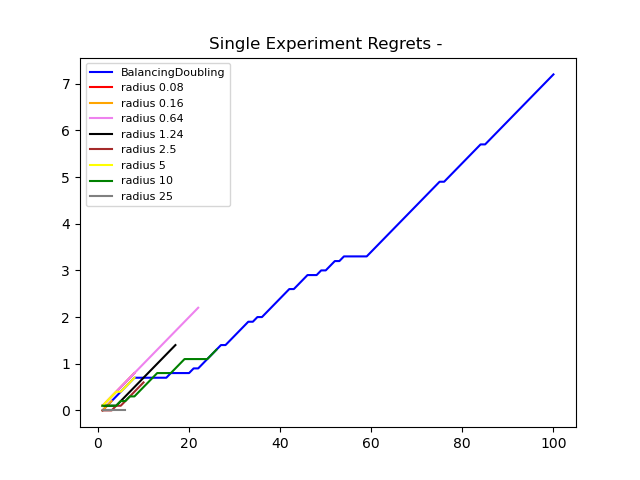 Single Experiment Regrets -
BalancingDoubling
radius 0.08
radius 0.16
radius 0.64
radius 1.24
radius 2.5
radius 5
radius 10
radius 25
7
6
5
4
3
2
1
0
0 20 40 60 80 100